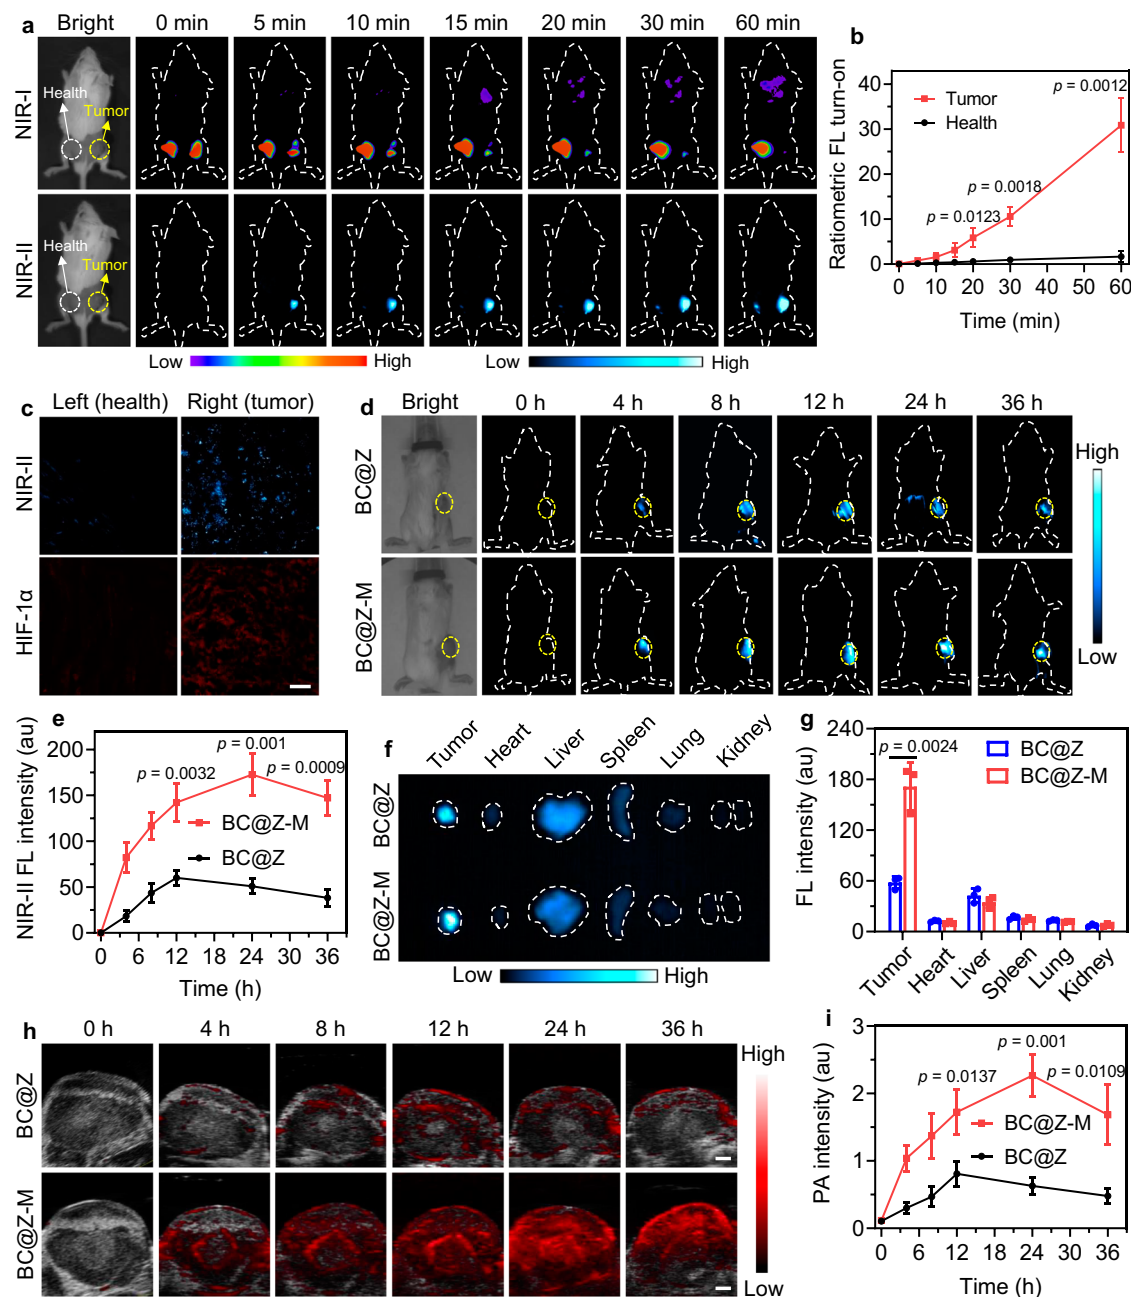 a Bright 0 min 5 min 10 min 15 min 20 min 30 min 60 min
NIR-I
Health
Tumor
NIR-II
Health
Tumor
Low High Low High
b
Ratiometric FL turn-on
40
30
20
10
0
Tumor
Health
p = 0.0123
p = 0.0018
p = 0.0012
0 10 20 30 40 50 60
Time (min)
c Left (health) Right (tumor)
NIR-II
HIF-1α
d Bright 0 h 4 h 8 h 12 h 24 h 36 h
BC@Z
BC@Z-M
High
Low
e
NIR-II FL intensity (au)
200
150
100
50
0
p = 0.001
p = 0.0032
p = 0.0009
BC@Z-M
BC@Z
0 6 12 18 24 30 36
Time (h)
f Tumor Heart Liver Spleen Lung Kidney
BC@Z
BC@Z-M
Low High
g
FL intensity (au)
240
180
120
60
0
p = 0.0024
BC@Z
BC@Z-M
Tumor Heart Liver Spleen Lung Kidney
h 0 h 4 h 8 h 12 h 24 h 36 h
BC@Z
BC@Z-M
High
Low
i
PA intensity (au)
3
2
1
0
p = 0.001
p = 0.0137
p = 0.0109
BC@Z-M
BC@Z
0 6 12 18 24 30 36
Time (h)